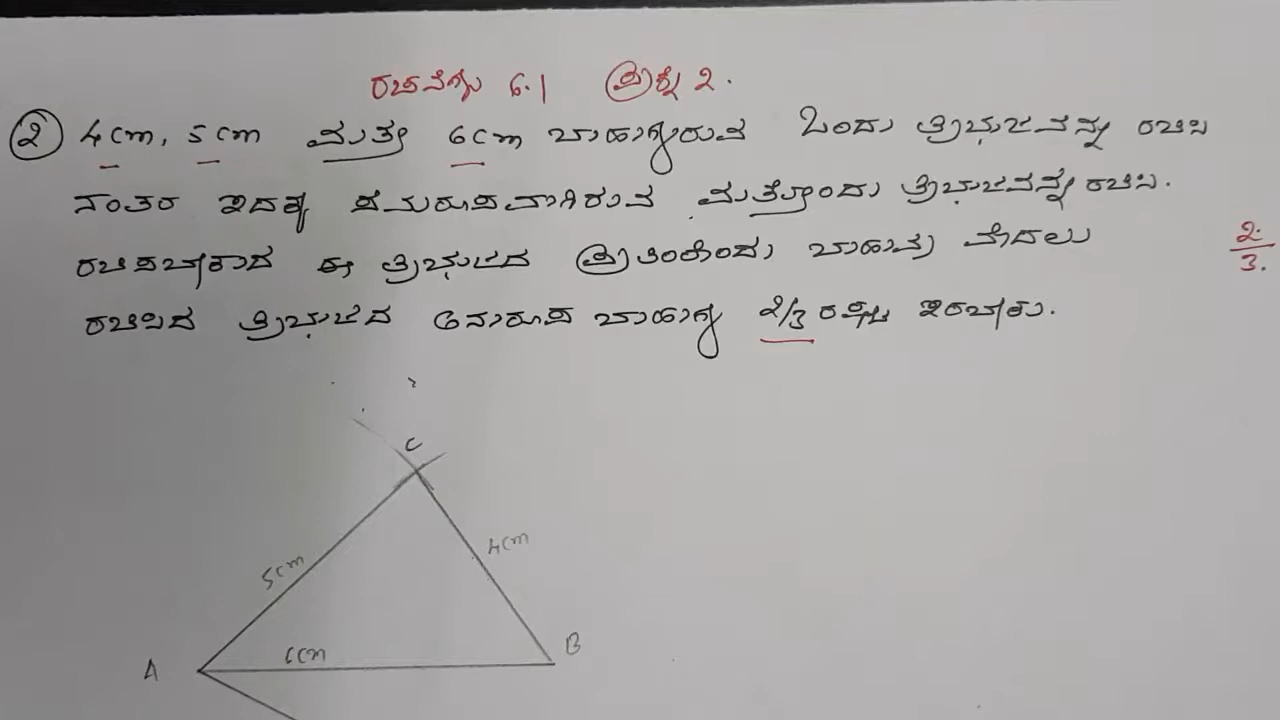 ರಚನೆಗಳು 6.1 ಪ್ರಶ್ನೆ 2.
② 4cm, 5cm ಮತ್ತು 6cm ಬಾಹುಗಳಿರುವ ಒಂದು ತ್ರಿಭುಜವನ್ನು ರಚಿಸಿ
ನಂತರ ಇದಕ್ಕೆ ಸಮರೂಪವಾಗಿರುವ ಮತ್ತೊಂದು ತ್ರಿಭುಜವನ್ನು ರಚಿಸಿ.
ರಚಿಸಬೇಕಾದ ಈ ತ್ರಿಭುಜದ ಪ್ರತಿಯೊಂದು ಬಾಹುವು ಮೊದಲು
2
3.
ರಚಿಸಿದ ತ್ರಿಭುಜದ ಅನುರೂಪ ಬಾಹುಗಳ 2/3 ರಷ್ಟು ಇರಬೇಕು.
C
5cm
4cm
6cm
A
B